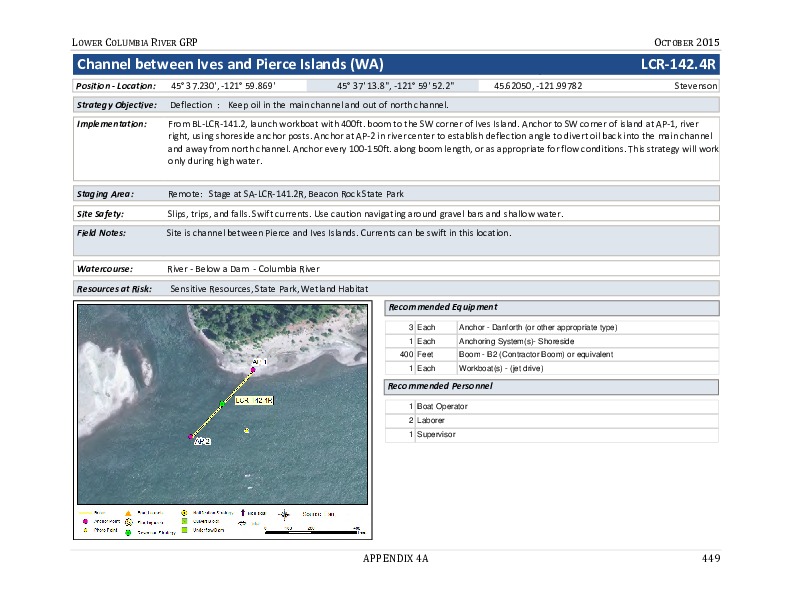 LOWER COLUMBIA RIVER GRP
OCTOBER 2015
Channel between Ives and Pierce Islands (WA)
LCR-142.4R
Position - Location: 45° 37.230', -121° 59.869' 45° 37' 13.8", -121° 59' 52.2" 45.62050, -121.99782 Stevenson
Strategy Objective: Deflection : Keep oil in the main channel and out of north channel.
Implementation: From BL-LCR-141.2, launch workboat with 400ft. boom to the SW corner of Ives Island. Anchor to SW corner of island at AP-1, river
right, using shoreside anchor posts. Anchor at AP-2 in river center to establish deflection angle to divert oil back into the main channel
and away from north channel. Anchor every 100-150ft. along boom length, or as appropriate for flow conditions. This strategy will work
only during high water.
Staging Area: Remote: Stage at SA-LCR-141.2R, Beacon Rock State Park
Site Safety: Slips, trips, and falls. Swift currents. Use caution navigating around gravel bars and shallow water.
Field Notes: Site is channel between Pierce and Ives Islands. Currents can be swift in this location.
Watercourse: River - Below a Dam - Columbia River
Resources at Risk: Sensitive Resources, State Park, Wetland Habitat
Recommended Equipment
3 Each Anchor - Danforth (or other appropriate type)
1 Each Anchoring System(s)- Shoreside
400 Feet Boom - B2 (Contractor Boom) or equivalent
1 Each Workboat(s) - (jet drive)
Recommended Personnel
1 Boat Operator
2 Laborer
1 Supervisor
AP-1
LCR-142.4R
AP-2
APPENDIX 4A
449